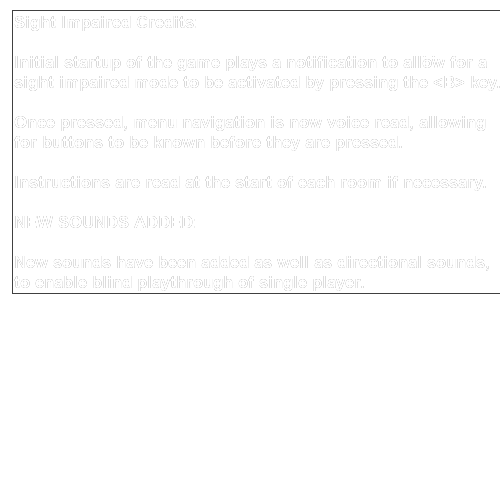 Sight Impaired Credits:
Initial startup of the game plays a notification to allow for a
sight impaired mode to be activated by pressing the <B> key.
Once pressed, menu navigation is now voice read, allowing
for buttons to be known before they are pressed.
Instructions are read at the start of each room if necessary.
NEW SOUNDS ADDED:
New sounds have been added as well as directional sounds,
to enable blind playthrough of single player.